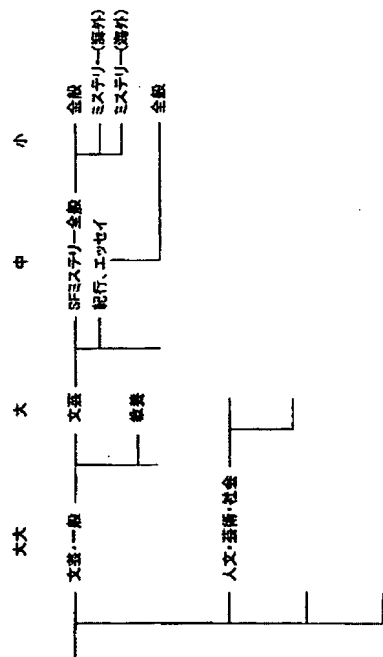 大大
大
中
小
文芸・一般
文芸
SFミステリー全般
全般
ミステリー(海外)
ミステリー(海外)
紀行、エッセイ
全般
教養
人文・芸術・社会